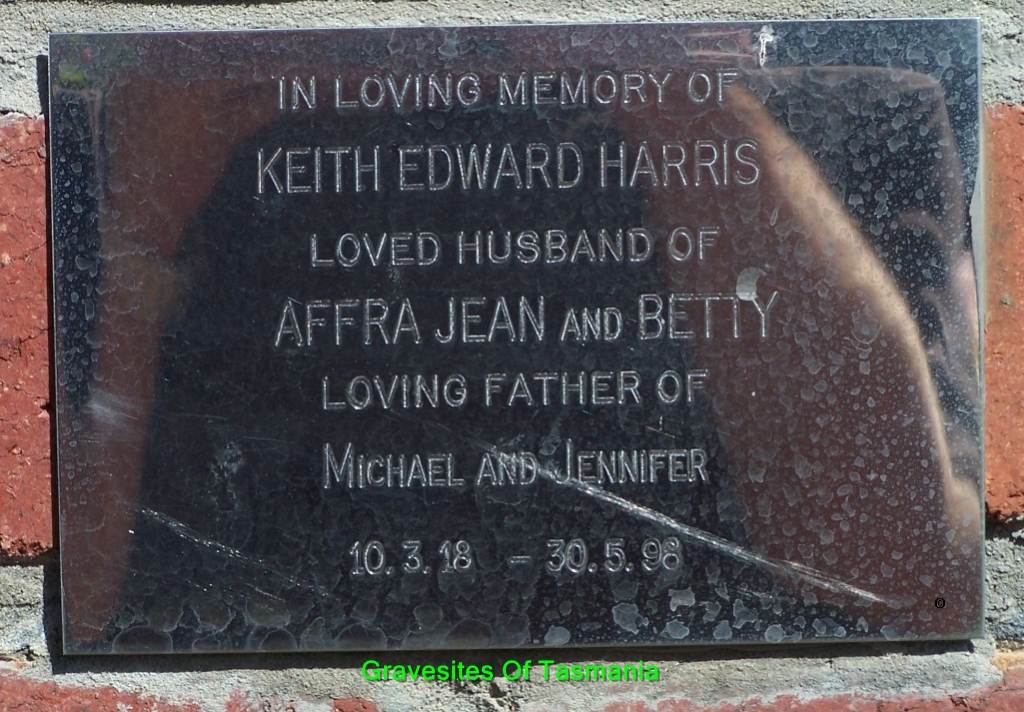 IN LOVING MEMORY OF
KEITH EDWARD HARRIS
LOVED HUSBAND OF
AFFRA JEAN AND BETTY
LOVING FATHER OF
MICHAEL AND JENNIFER
10.3.18 - 30.5.98
©
Gravesites Of Tasmania